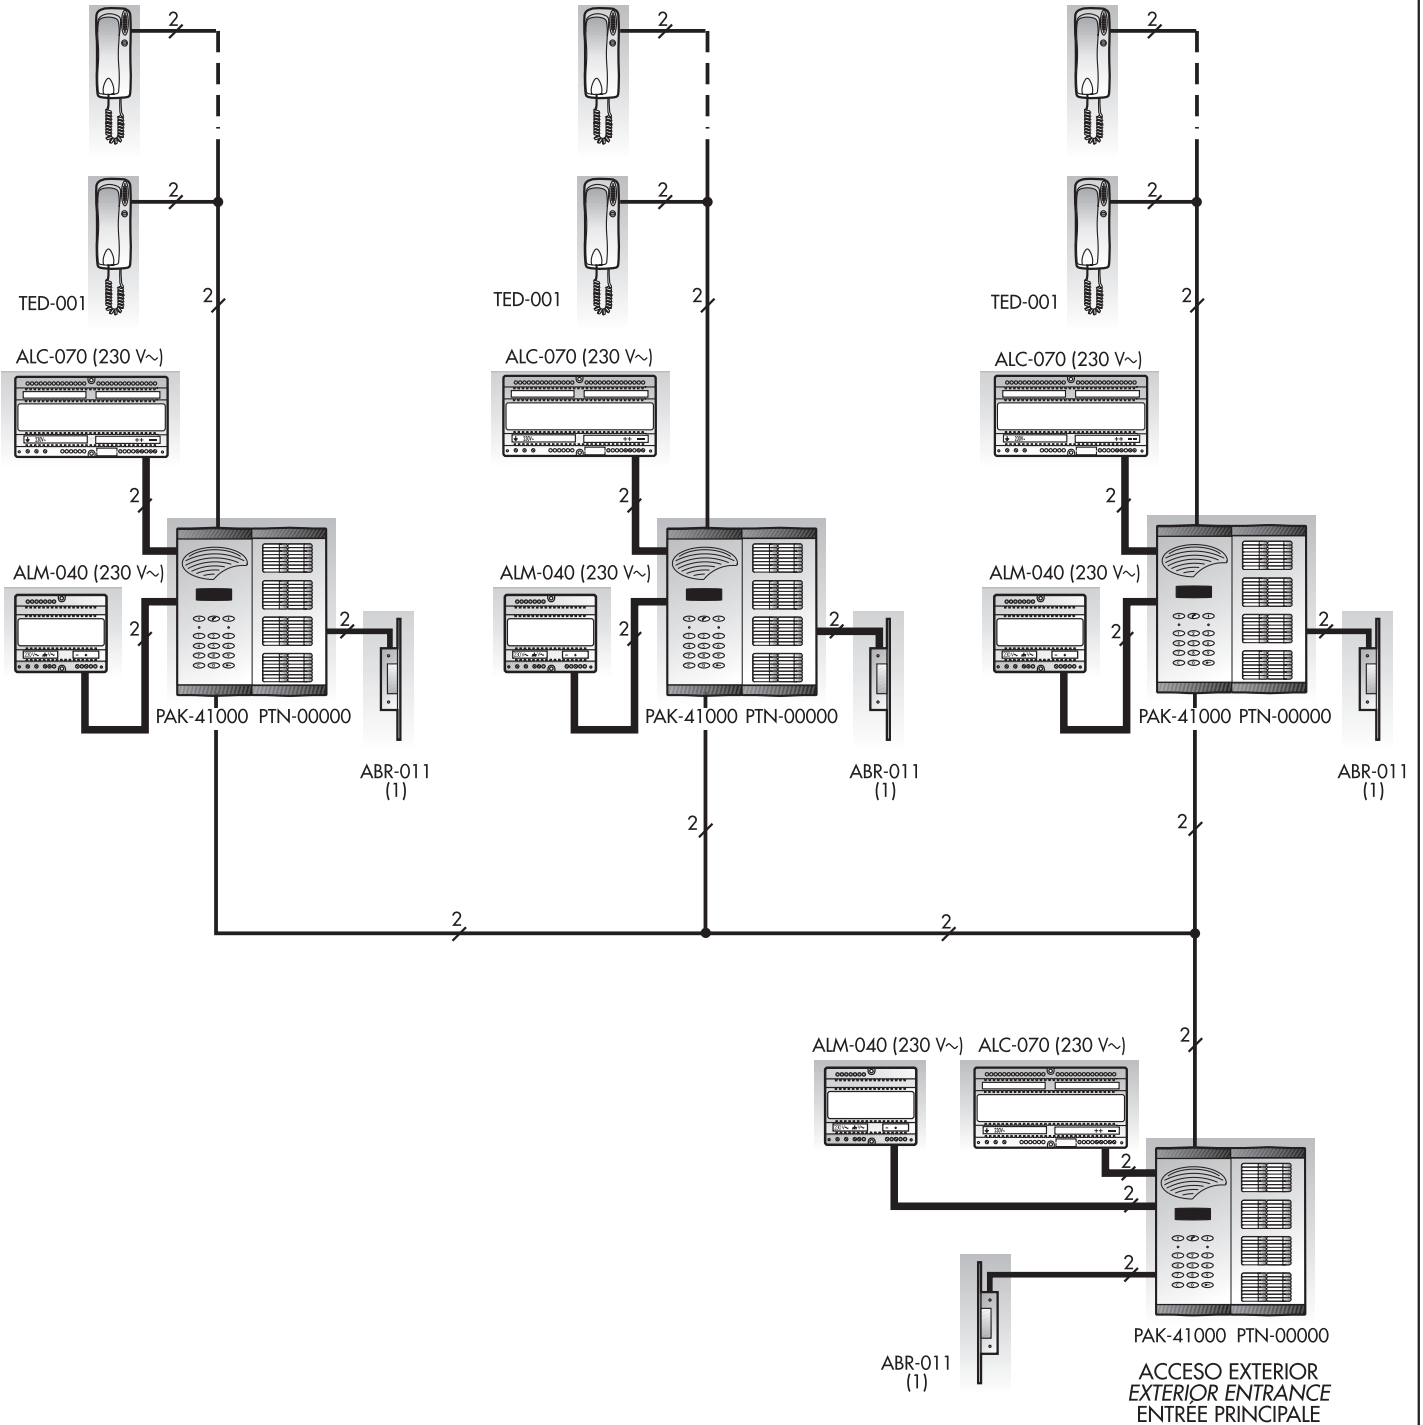 2 2 2
2 2 2
2 2 2
TED-001 TED-001 TED-001
ALC-070 (230 V~) ALC-070 (230 V~) ALC-070 (230 V~)
2 2 2
ALM-040 (230 V~) ALM-040 (230 V~) ALM-040 (230 V~)
2 2 2 2 2 2
PAK-41000 PTN-00000 PAK-41000 PTN-00000 PAK-41000 PTN-00000
ABR-011 ABR-011 ABR-011
(1) (1) (1)
2 2
2 2
2
ALM-040 (230 V~) ALC-070 (230 V~)
2
2
2
PAK-41000 PTN-00000
ABR-011
(1)
ACCESO EXTERIOR
EXTERIOR ENTRANCE
ENTRÉE PRINCIPALE